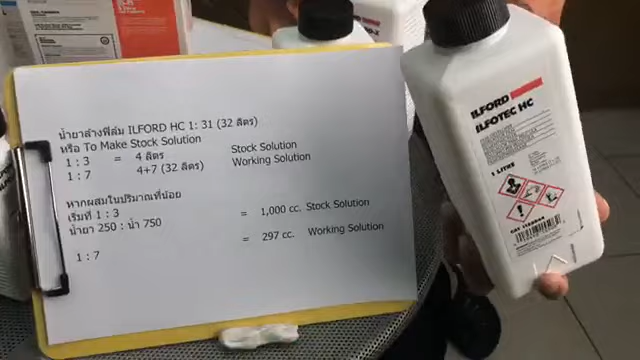 น้ำยาล้างฟิล์ม ILFORD HC 1: 31 (32 ลิตร)
หรือ To Make Stock Solution
1 : 3 = 4 ลิตร Stock Solution
1 : 7 4+7 (32 ลิตร) Working Solution
หากผสมในปริมาณที่น้อย
เริ่มที่ 1 : 3
น้ำยา 250 : น้ำ 750 = 1,000 cc. Stock Solution
= 297 cc. Working Solution
1 : 7
ILFORD
ILFOTEC HC
1 LITRE